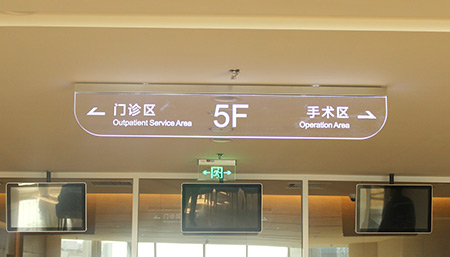 门诊区
Outpatient Service Area
5F
手术区
Operation Area